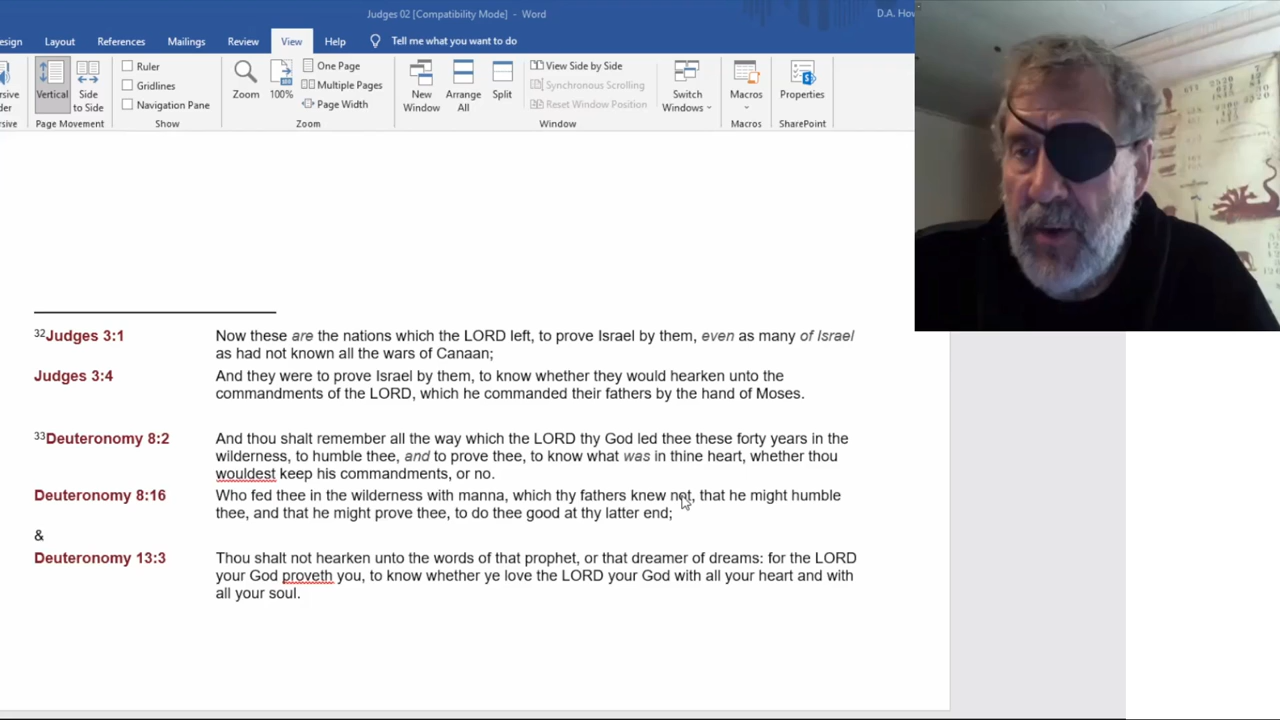 Judges 02 [Compatibility Mode] - Word
D.A. How
esign Layout References Mailings Review View Help Tell me what you want to do
Vertical
Side to Side
Page Movement
Ruler
Gridlines
Navigation Pane
Show
Zoom
100%
One Page
Multiple Pages
Page Width
Zoom
New Window
Arrange All
Split
View Side by Side
Synchronous Scrolling
Reset Window Position
Switch Windows
Window
Macros
Macros
Properties
SharePoint
32Judges 3:1 Now these are the nations which the LORD left, to prove Israel by them, even as many of Israel
as had not known all the wars of Canaan;
Judges 3:4 And they were to prove Israel by them, to know whether they would hearken unto the
commandments of the LORD, which he commanded their fathers by the hand of Moses.
33Deuteronomy 8:2 And thou shalt remember all the way which the LORD thy God led thee these forty years in the
wilderness, to humble thee, and to prove thee, to know what was in thine heart, whether thou
wouldest keep his commandments, or no.
Deuteronomy 8:16 Who fed thee in the wilderness with manna, which thy fathers knew not, that he might humble
thee, and that he might prove thee, to do thee good at thy latter end;
&
Deuteronomy 13:3 Thou shalt not hearken unto the words of that prophet, or that dreamer of dreams: for the LORD
your God proveth you, to know whether ye love the LORD your God with all your heart and with
all your soul.